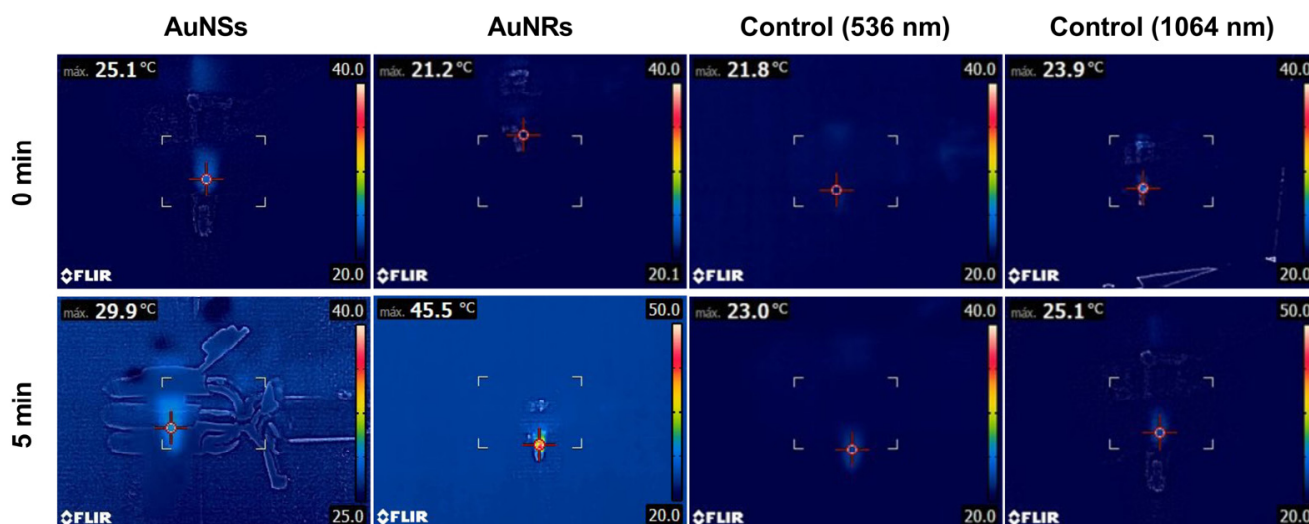 AuNSs AuNRs Control (536 nm) Control (1064 nm)
0 min
máx. 25.1 °C 40.0
FLIR 20.0
máx. 21.2 °C 40.0
FLIR 20.1
máx. 21.8 °C 40.0
FLIR 20.0
máx. 23.9 °C 40.0
FLIR 20.0
5 min
máx. 29.9 °C 40.0
FLIR 25.0
máx. 45.5 °C 50.0
FLIR 20.0
máx. 23.0 °C 40.0
FLIR 20.0
máx. 25.1 °C 50.0
FLIR 20.0